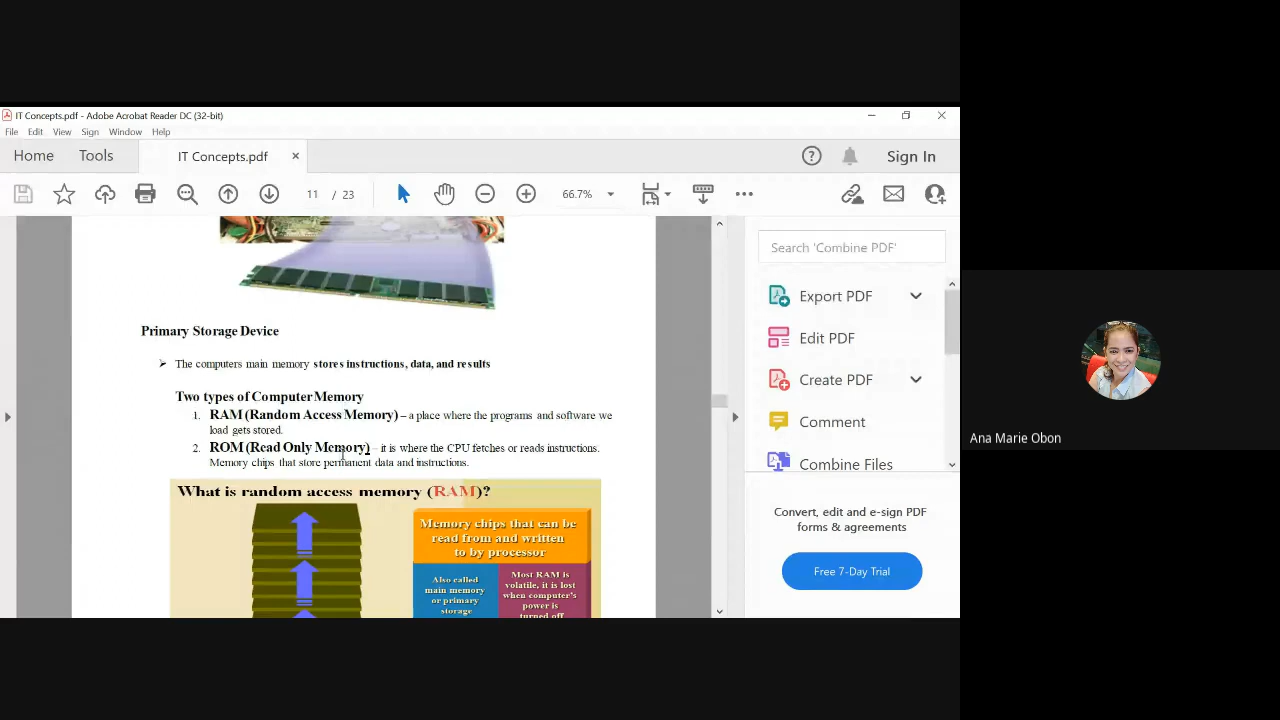 IT Concepts.pdf - Adobe Acrobat Reader DC (32-bit)
File Edit View Sign Window Help
Home Tools IT Concepts.pdf Sign In
11 / 23 66.7%
Primary Storage Device
The computers main memory stores instructions, data, and results
Two types of Computer Memory
1. RAM (Random Access Memory) – a place where the programs and software we
load gets stored.
2. ROM (Read Only Memory) – it is where the CPU fetches or reads instructions.
Memory chips that store permanent data and instructions.
What is random access memory (RAM)?
Memory chips that can be
read from and written
to by processor
Also called
main memory
or primary
storage
Most RAM is
volatile, it is lost
when computer's
power is
turned off
Search 'Combine PDF'
Export PDF
Edit PDF
Create PDF
Comment
Combine Files
Convert, edit and e-sign PDF
forms & agreements
Free 7-Day Trial
Ana Marie Obon